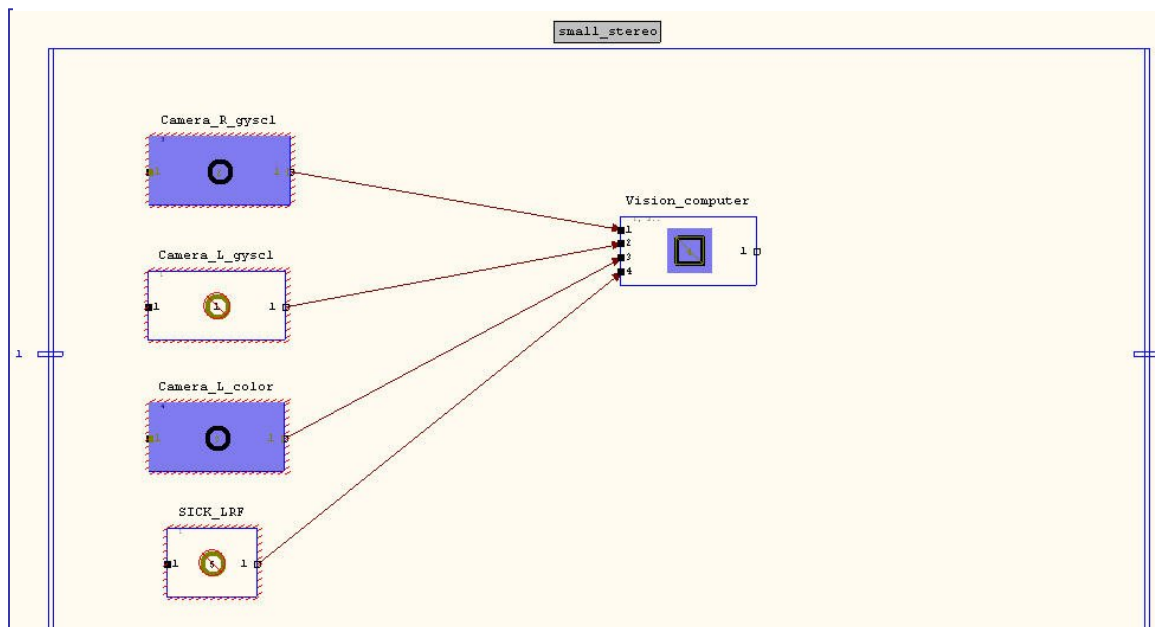 small_stereo
Camera_R_gyscl
1 1
Vision_computer
1
2
3
4
1
Camera_L_gyscl
1 1 1
1
Camera_L_color
1 1
SICK_LRF
1 5 1